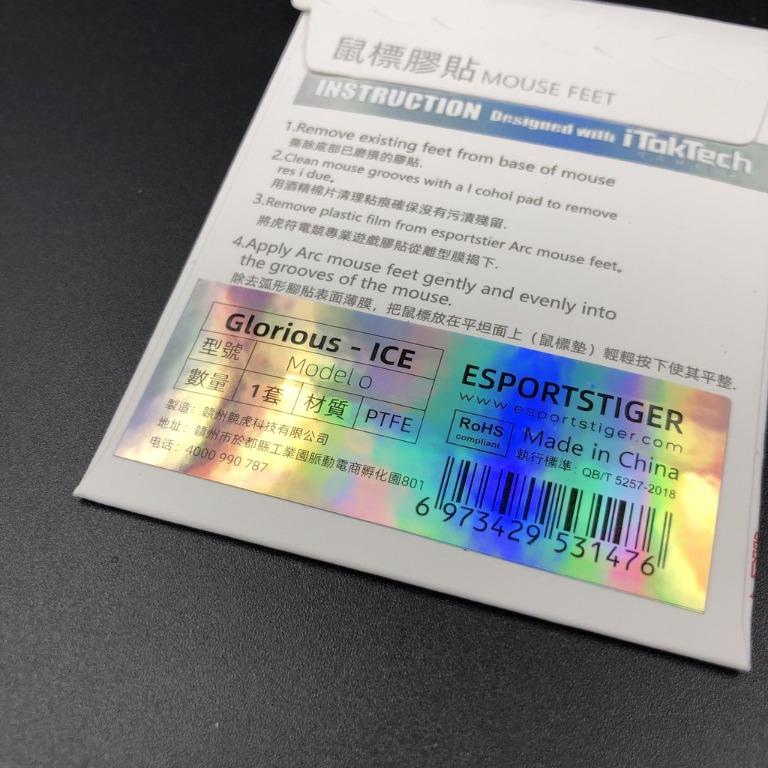 鼠標膠貼 MOUSE FEET
INSTRUCTION Designed with iTakTech
1.Remove existing feet from base of mouse
撕除底部已磨損的膠貼.
2.Clean mouse grooves with a l cohol pad to remove
res i due。
用酒精棉片清理粘痕確保沒有污漬殘留.
3.Remove plastic film from esportstier Arc mouse feet。
將虎符電競專業遊戲膠貼從離型膜揭下.
4.Apply Arc mouse feet gently and evenly into
the grooves of the mouse.
除去弧形腳貼表面薄膜，把鼠標放在平坦面上（鼠標墊）輕輕按下使其平整.
Glorious - ICE
型號 Model o
數量 1套 材質 PTFE
製造：贛州競虎科技有限公司
地址：贛州市於都縣工業園脈動電商孵化園801
电话：4000 990 787
ESPORTSTIGER
www.esportstiger.com
RoHS
compliant
Made in China
執行標準：QB/T 5257-2018
6 973429 531476